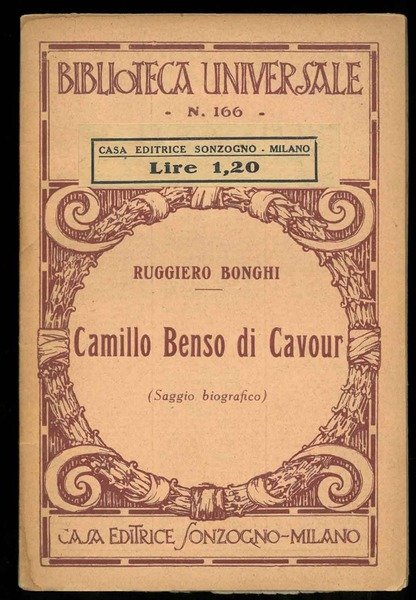 BIBLIOTECA UNIVERSALE
• N. 166 •
CASA EDITRICE SONZOGNO - MILANO
Lire 1,20
RUGGIERO BONGHI
Camillo Benso di Cavour
(Saggio biografico)
CASA EDITRICE SONZOGNO-MILANO